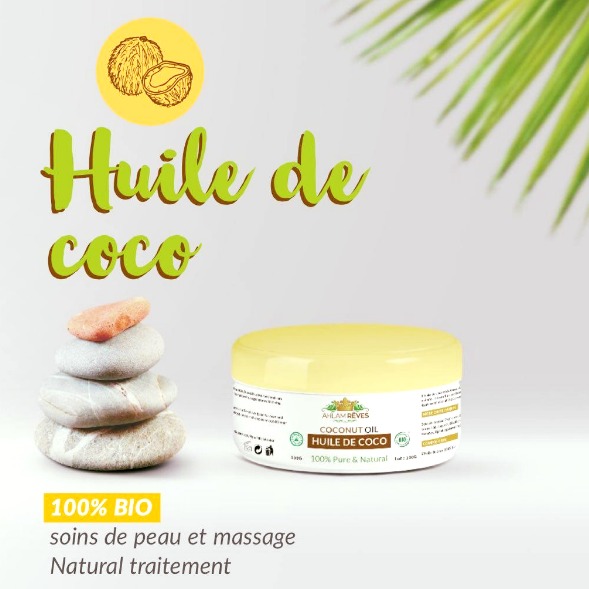 Huile de
coco
AHLAM RÊVES
COCONUT OIL
HUILE DE COCO
BIO
100% Pure & Natural
100% BIO
soins de peau et massage
Natural traitement